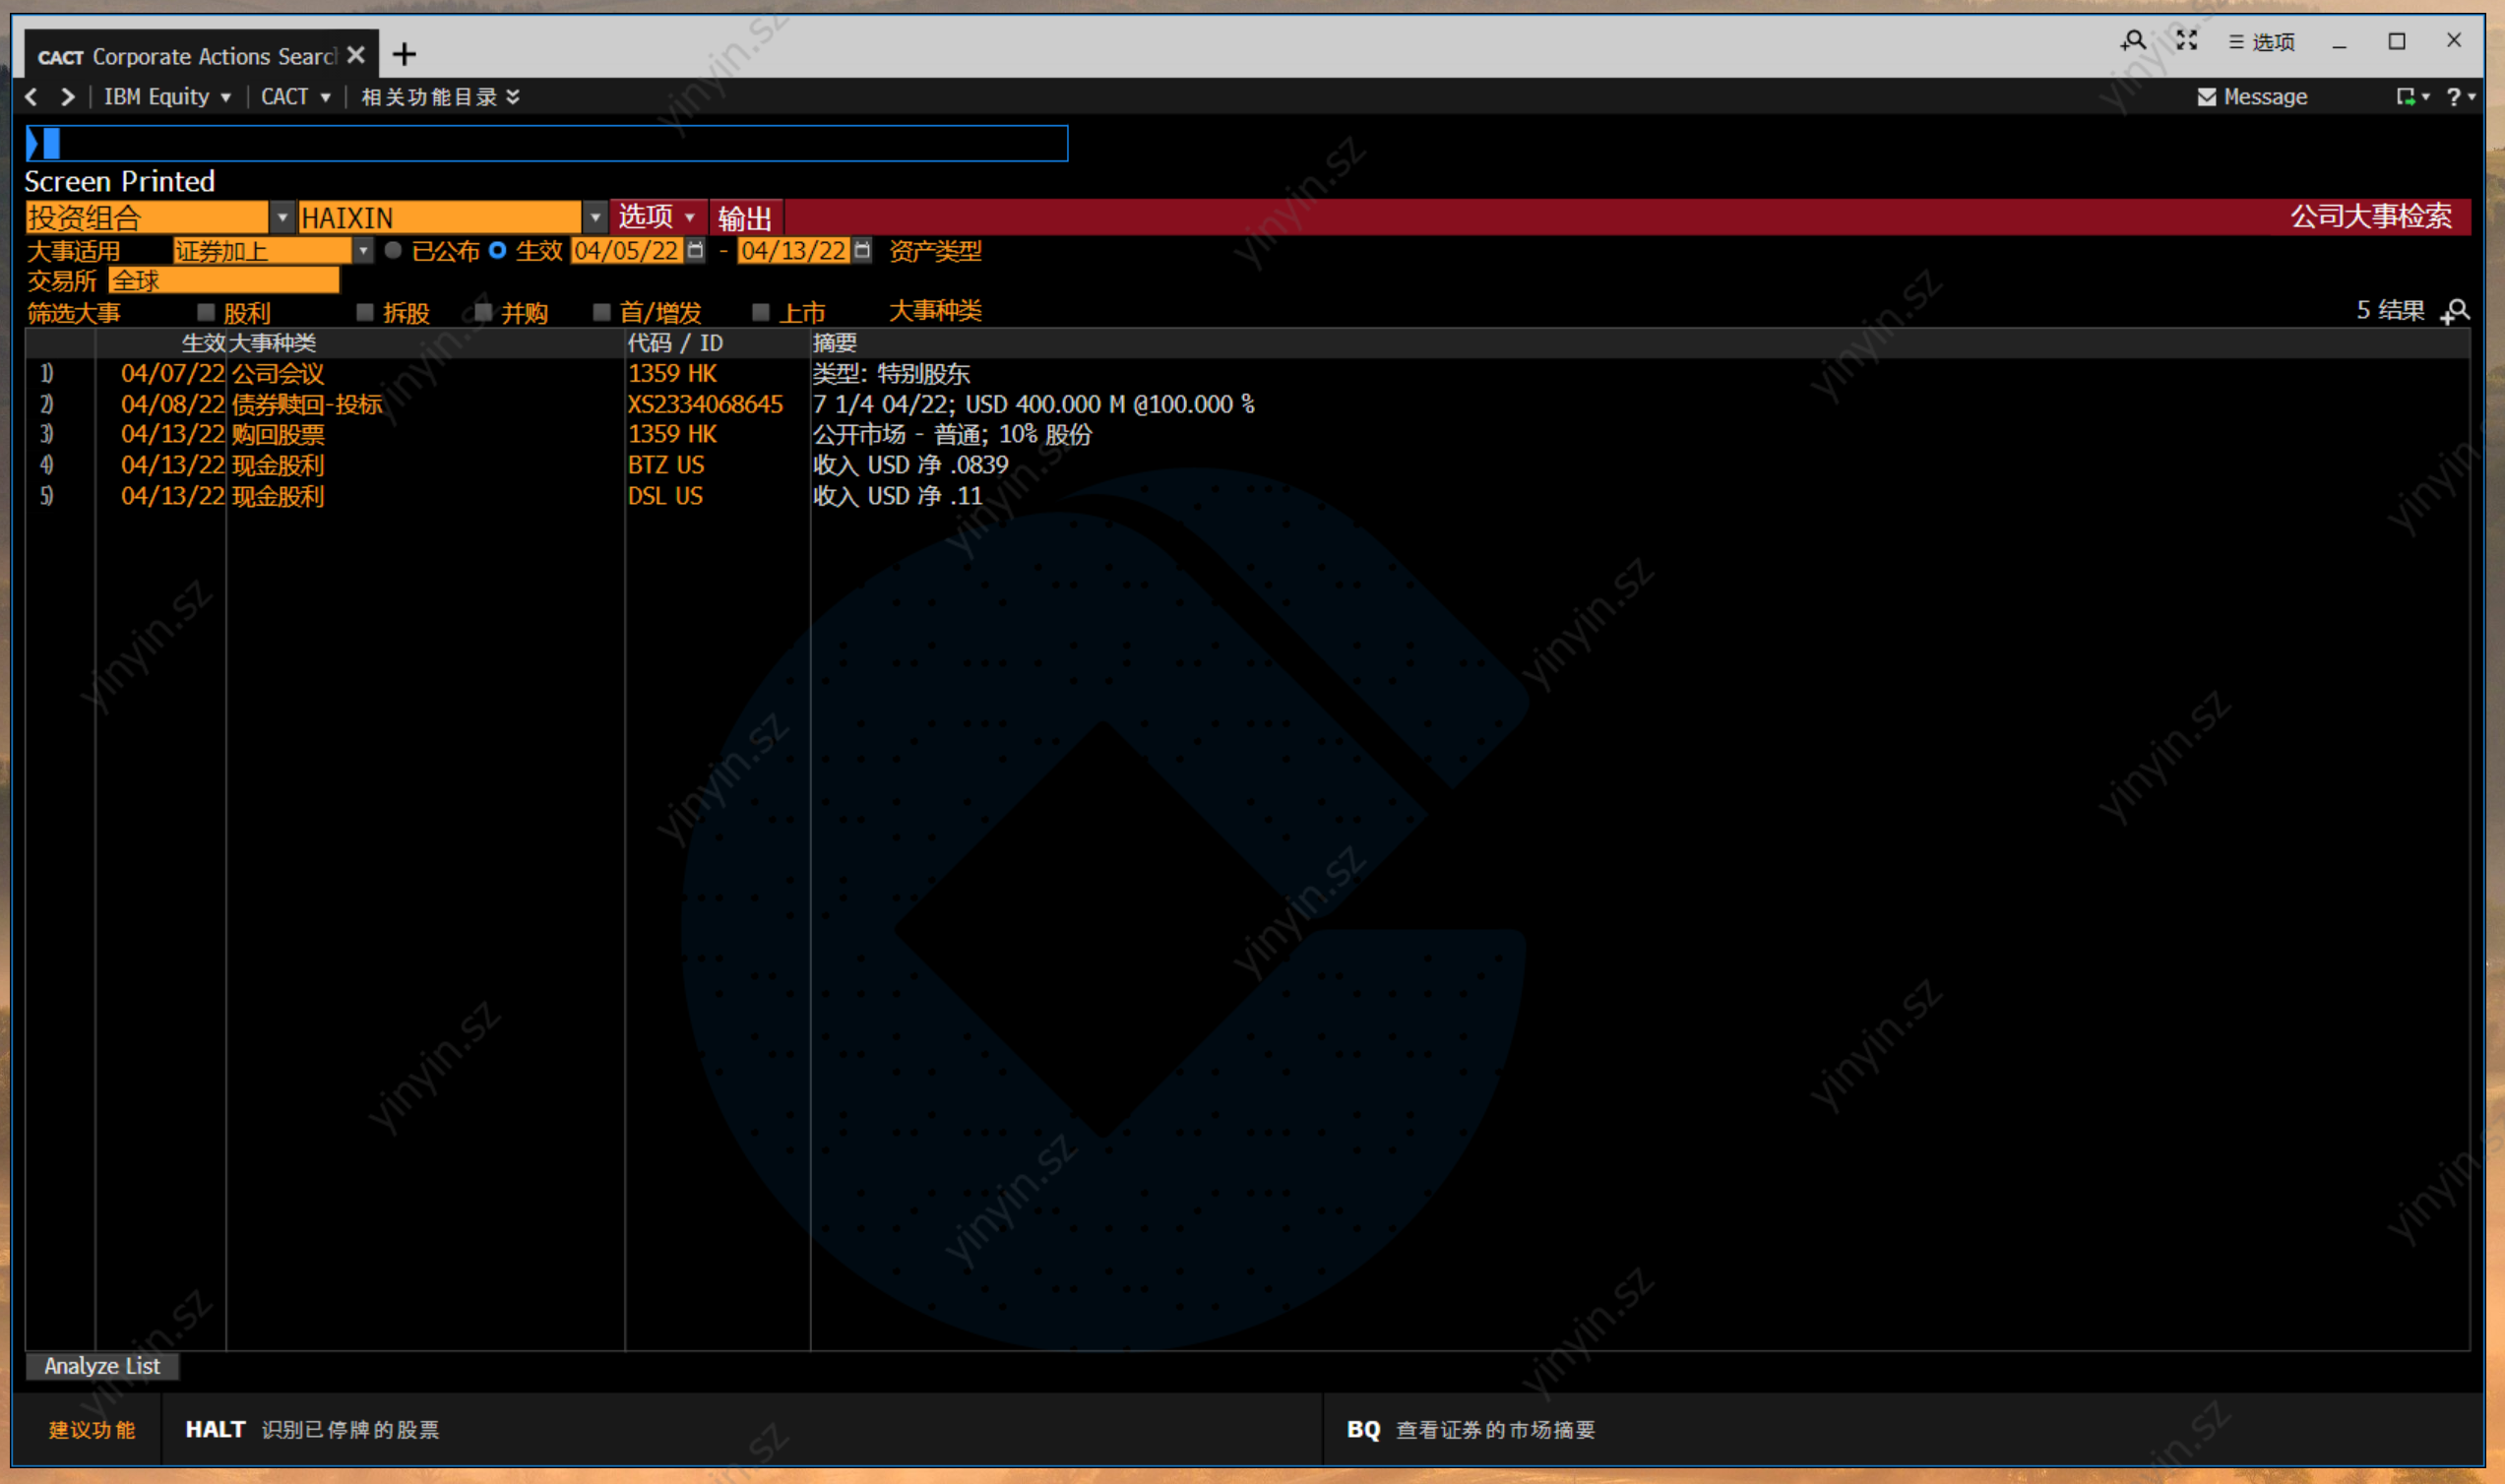 CACT Corporate Actions Searc
选项
IBM Equity CACT 相关功能目录 Message ?
Screen Printed
投资组合 HAIXIN 选项 输出 公司大事检索
大事适用 证券加上 已公布 生效 04/05/22 - 04/13/22 资产类型
交易所 全球
筛选大事 股利 拆股 并购 首/增发 上市 大事种类 5 结果
生效 大事种类 代码 / ID 摘要
1) 04/07/22 公司会议 1359 HK 类型: 特别股东
2) 04/08/22 债券赎回-投标 XS2334068645 7 1/4 04/22; USD 400.000 M @100.000 %
3) 04/13/22 购回股票 1359 HK 公开市场 - 普通; 10% 股份
4) 04/13/22 现金股利 BTZ US 收入 USD 净 .0839
5) 04/13/22 现金股利 DSL US 收入 USD 净 .11
Analyze List
建议功能 HALT 识别已停牌的股票 BQ 查看证券的市场摘要
yinyin.sz